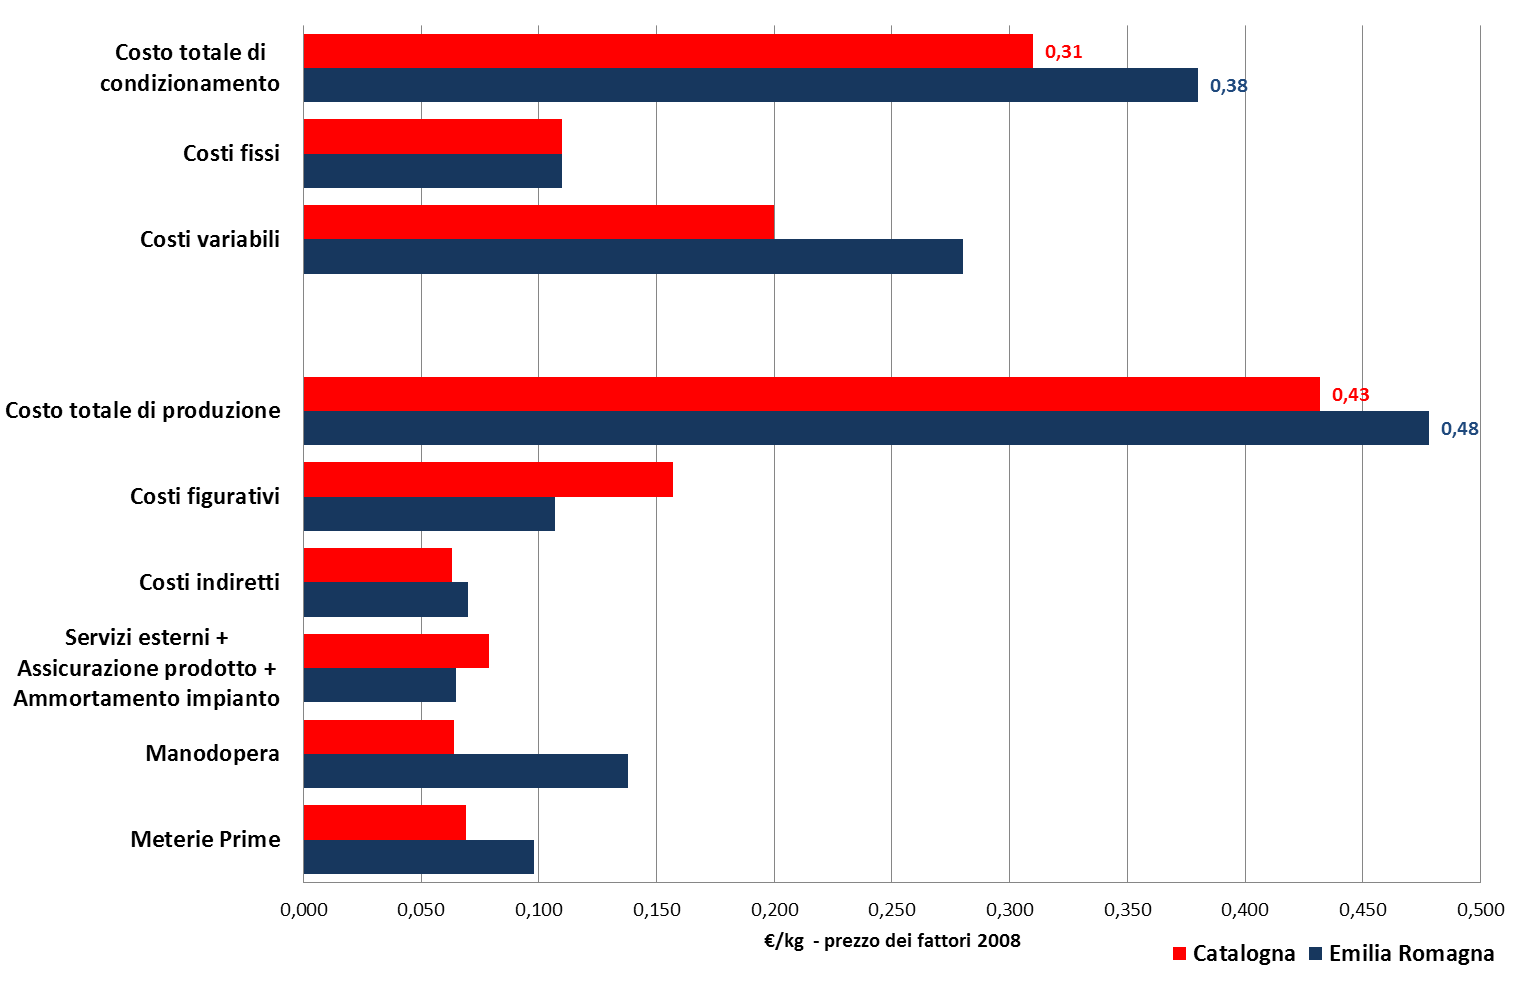 Costo totale di
condizionamento
0,31
0,38
Costi fissi
Costi variabili
Costo totale di produzione
0,43
0,48
Costi figurativi
Costi indiretti
Servizi esterni +
Assicurazione prodotto +
Ammortamento impianto
Manodopera
Meterie Prime
0,000 0,050 0,100 0,150 0,200 0,250 0,300 0,350 0,400 0,450 0,500
€/kg - prezzo dei fattori 2008
Catalogna Emilia Romagna